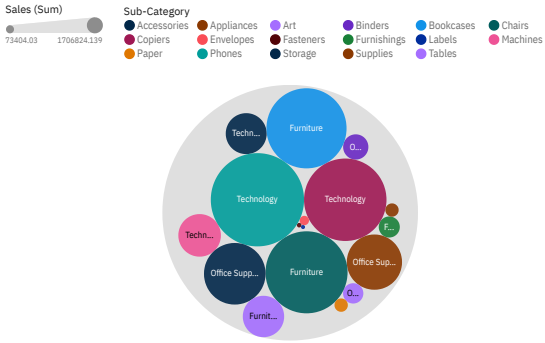 Sales (Sum)
73404.03 1706824.139
Sub-Category
Accessories Appliances Art Binders Bookcases Chairs
Copiers Envelopes Fasteners Furnishings Labels Machines
Paper Phones Storage Supplies Tables
Furniture
Techn...
O...
Technology
Technology
F...
Techn...
Office Supp...
Furniture
Office Sup...
O...
Furnit...